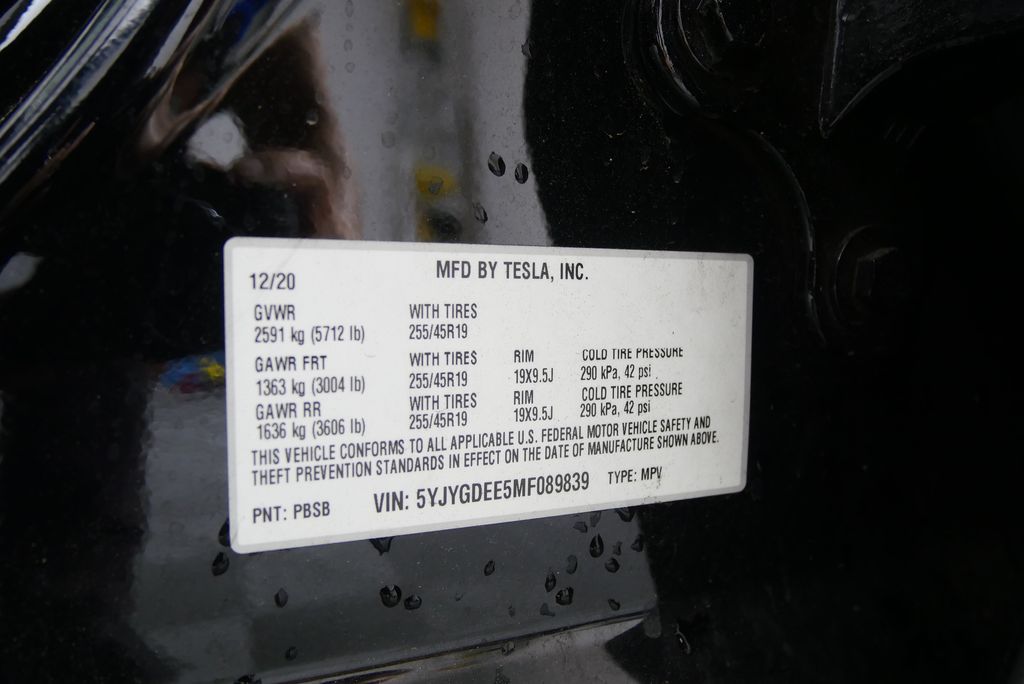 MFD BY TESLA, INC.
12/20
GVWR WITH TIRES
2591 kg (5712 lb) 255/45R19
GAWR FRT WITH TIRES RIM COLD TIRE PRESSURE
1363 kg (3004 lb) 255/45R19 19X9.5J 290 kPa, 42 psi
GAWR RR WITH TIRES RIM COLD TIRE PRESSURE
1636 kg (3606 lb) 255/45R19 19X9.5J 290 kPa, 42 psi
THIS VEHICLE CONFORMS TO ALL APPLICABLE U.S. FEDERAL MOTOR VEHICLE SAFETY AND
THEFT PREVENTION STANDARDS IN EFFECT ON THE DATE OF MANUFACTURE SHOWN ABOVE.
PNT: PBSB VIN: 5YJYGDEE5MF089839 TYPE: MPV